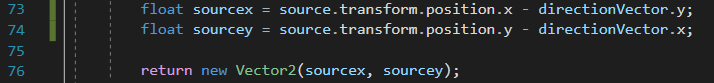 73 float sourcex = source.transform.position.x - directionVector.y;
74 float sourcey = source.transform.position.y - directionVector.x;
75
76 return new Vector2(sourcex, sourcey);